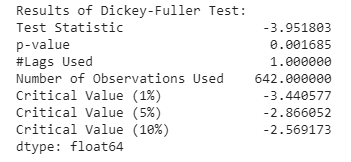 Results of Dickey-Fuller Test:
Test Statistic                  -3.951803
p-value                          0.001685
#Lags Used                       1.000000
Number of Observations Used    642.000000
Critical Value (1%)             -3.440577
Critical Value (5%)             -2.866052
Critical Value (10%)            -2.569173
dtype: float64